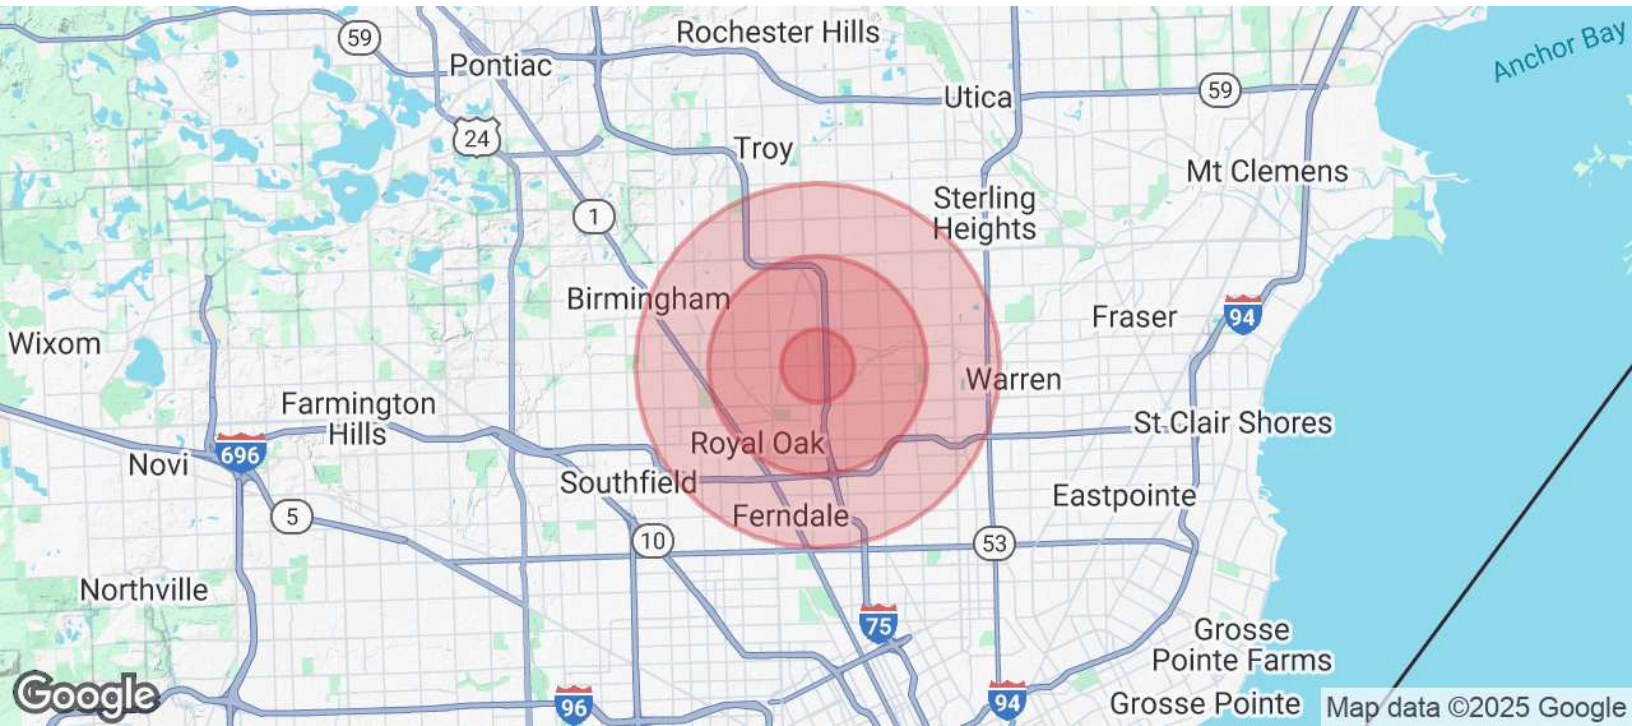 Rochester Hills
59
Pontiac
Anchor Bay
Utica
59
24
Troy
Mt Clemens
Sterling
Heights
1
Birmingham
Fraser
94
Wixom
Warren
Farmington
Hills
St Clair Shores
Royal Oak
696
Novi
Southfield
Eastpointe
5
Ferndale
10
53
Northville
75
Grosse
Pointe Farms
Google
96
94
Grosse Pointe
Map data ©2025 Google